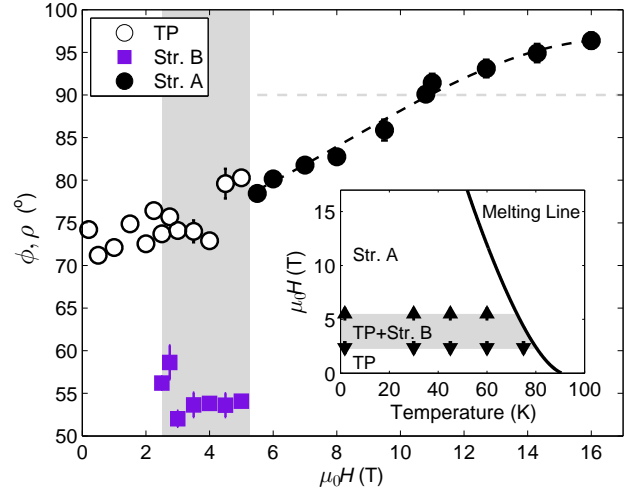 100
95
90
85
80
75
70
65
60
55
50
ϕ, ρ (°)
TP
Str. B
Str. A
0
2
4
6
8
10
12
14
16
μ₀H (T)
15
10
5
0
μ₀H (T)
Melting Line
Str. A
TP+Str. B
TP
0 20 40 60 80 100
Temperature (K)